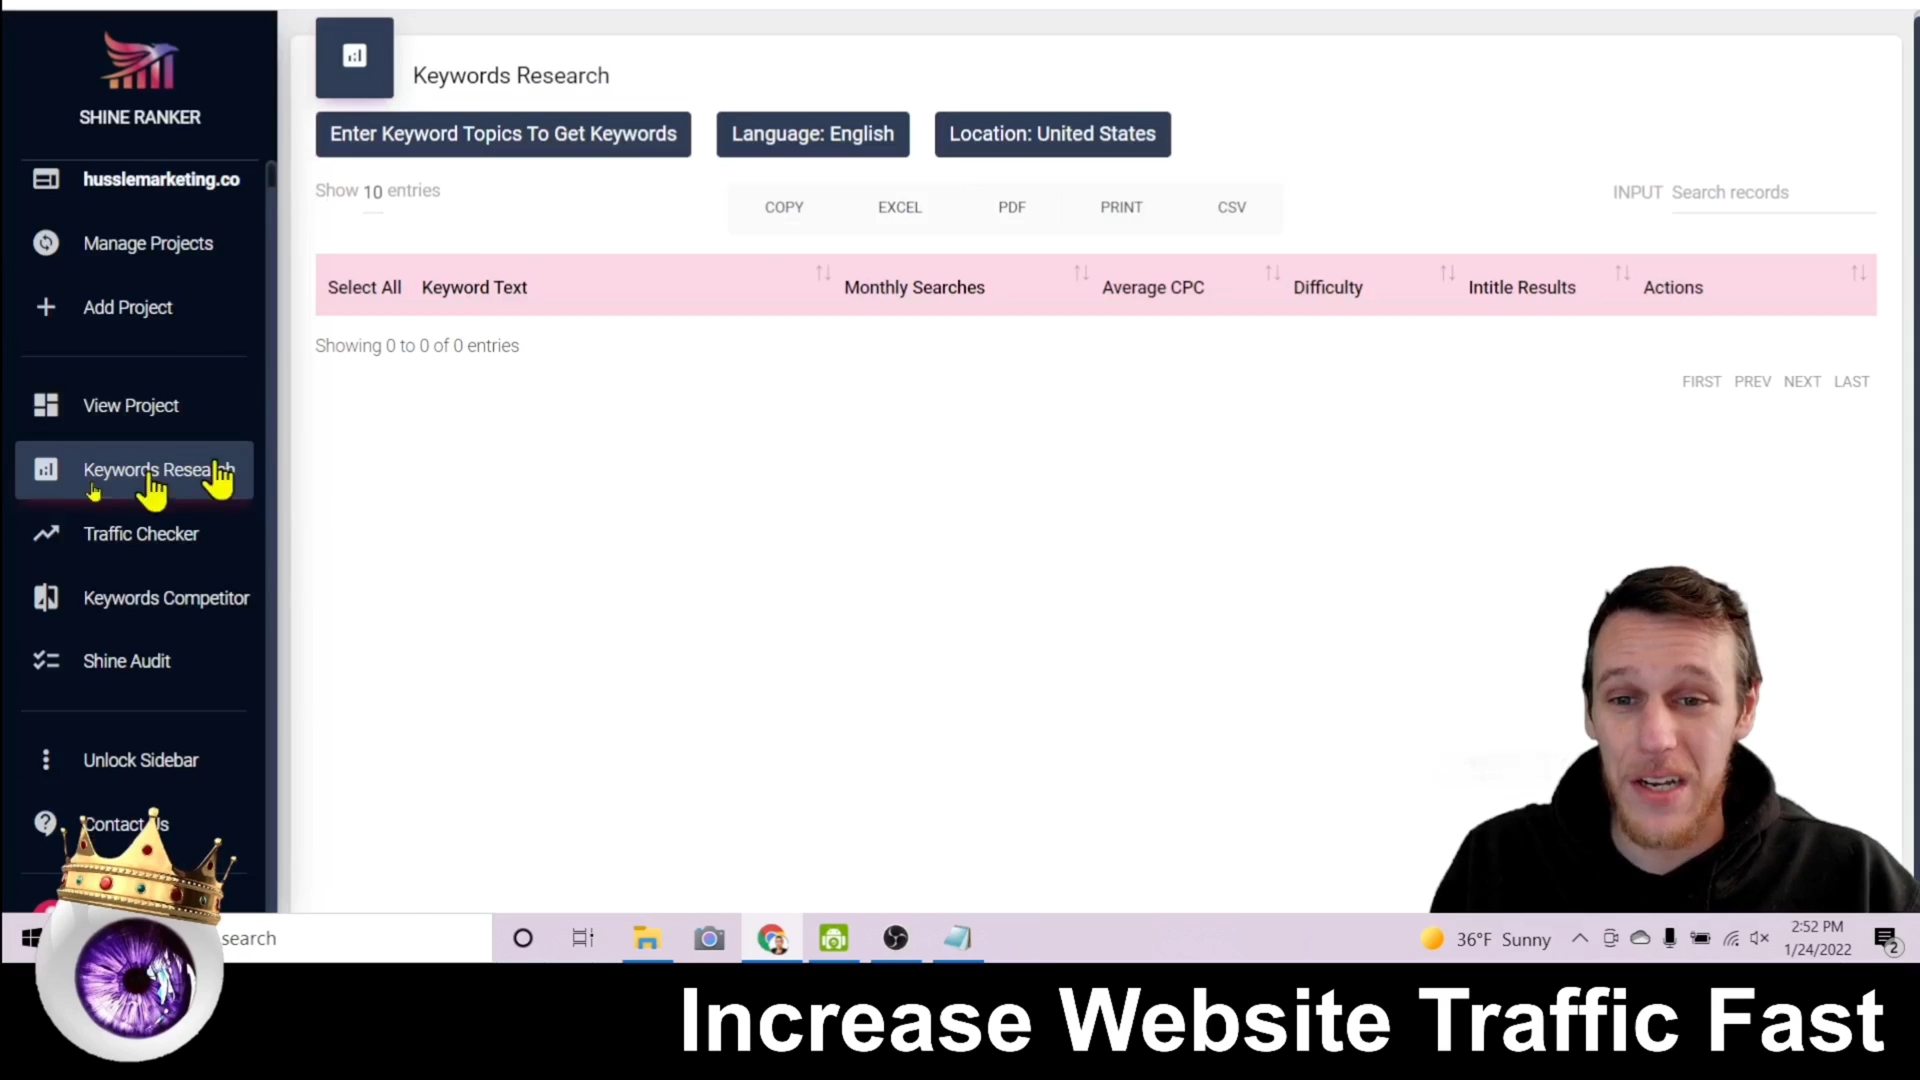 SHINE RANKER
husslemarketing.co
Manage Projects
Add Project
View Project
Keywords Research
Traffic Checker
Keywords Competitor
Shine Audit
Unlock Sidebar
Contact Us
Keywords Research
Enter Keyword Topics To Get Keywords
Language: English
Location: United States
Show 10 entries
COPY EXCEL PDF PRINT CSV
INPUT Search records
Select All Keyword Text Monthly Searches Average CPC Difficulty Intitle Results Actions
Showing 0 to 0 of 0 entries
FIRST PREV NEXT LAST
search
36°F Sunny
2:52 PM
1/24/2022
2
Increase Website Traffic Fast